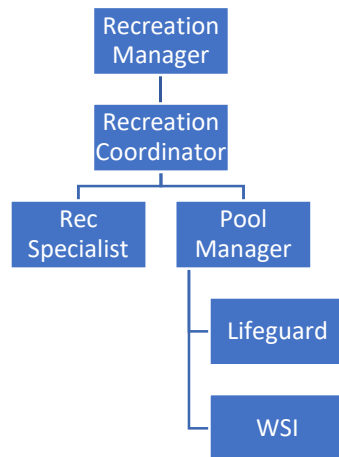 Recreation
Manager
Recreation
Coordinator
Rec
Specialist
Pool
Manager
Lifeguard
WSI